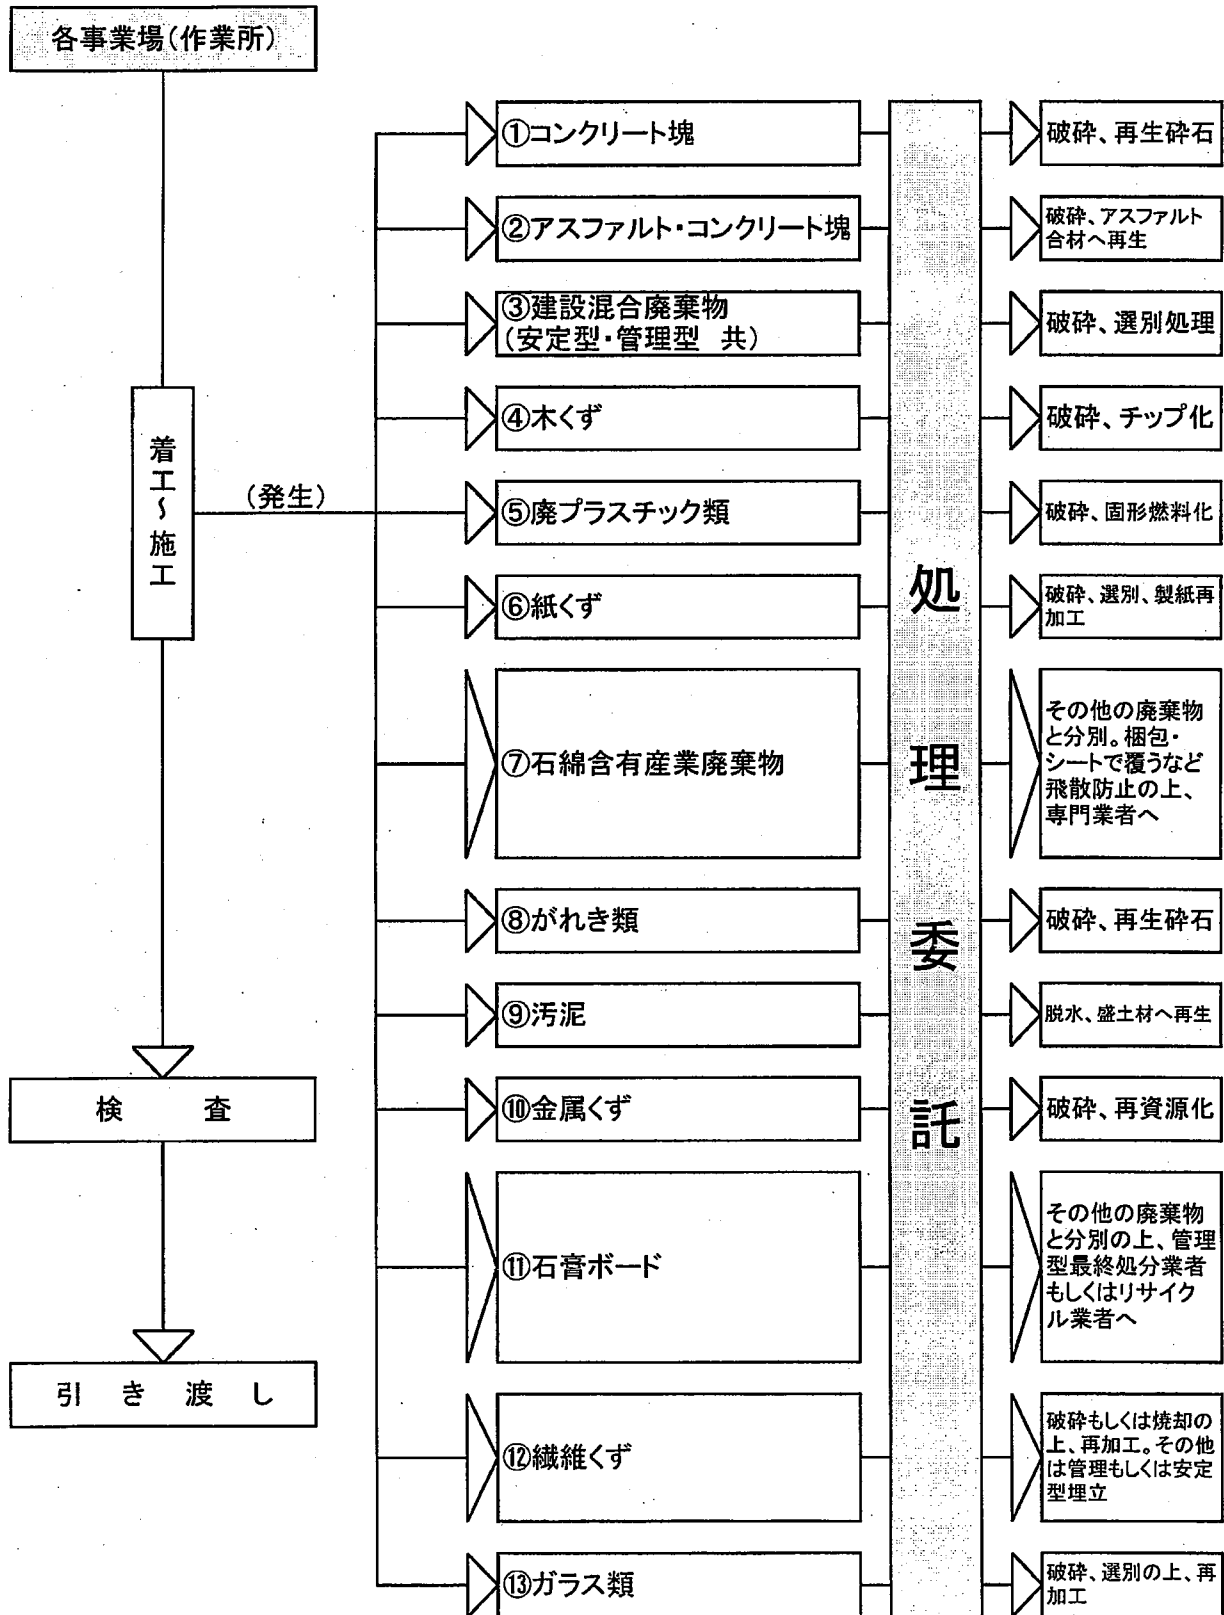 各事業場(作業所)
着工～施工
(発生)
検　査
引き渡し
①コンクリート塊
②アスファルト・コンクリート塊
③建設混合廃棄物
(安定型・管理型　共)
④木くず
⑤廃プラスチック類
⑥紙くず
⑦石綿含有産業廃棄物
⑧がれき類
⑨汚泥
⑩金属くず
⑪石膏ボード
⑫繊維くず
⑬ガラス類
処理委託
破砕、再生砕石
破砕、アスファルト
合材へ再生
破砕、選別処理
破砕、チップ化
破砕、固形燃料化
破砕、選別、製紙再
加工
その他の廃棄物
と分別。梱包・
シートで覆うなど
飛散防止の上、
専門業者へ
破砕、再生砕石
脱水、盛土材へ再生
破砕、再資源化
その他の廃棄物
と分別の上、管理
型最終処分業者
もしくはリサイク
ル業者へ
破砕もしくは焼却の
上、再加工。その他
は管理もしくは安定
型埋立
破砕、選別の上、再
加工